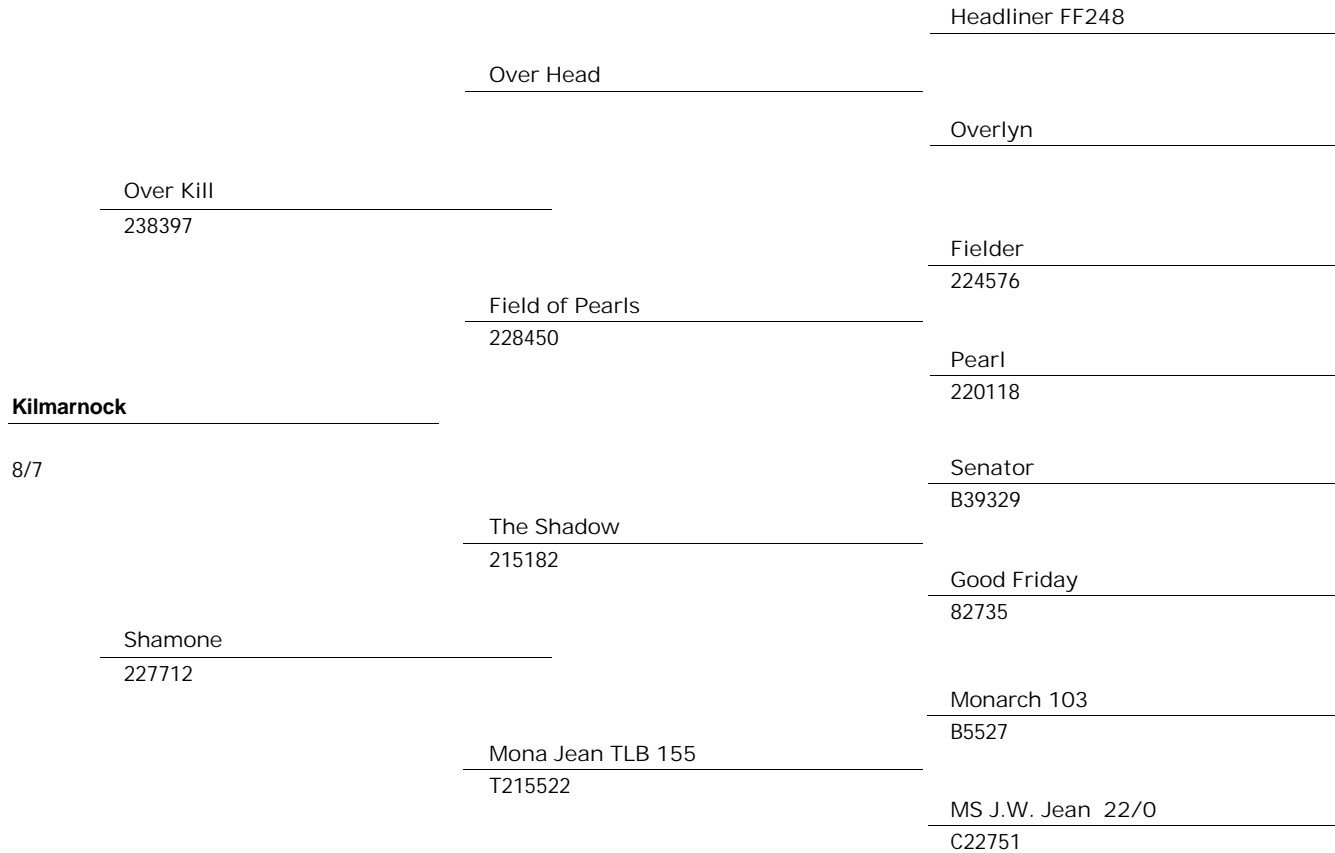 Headliner FF248
Over Head
Overlyn
Over Kill
238397
Fielder
224576
Field of Pearls
228450
Pearl
220118
Kilmarnock
8/7
Senator
B39329
The Shadow
215182
Good Friday
82735
Shamone
227712
Monarch 103
B5527
Mona Jean TLB 155
T215522
MS J.W. Jean 22/0
C22751